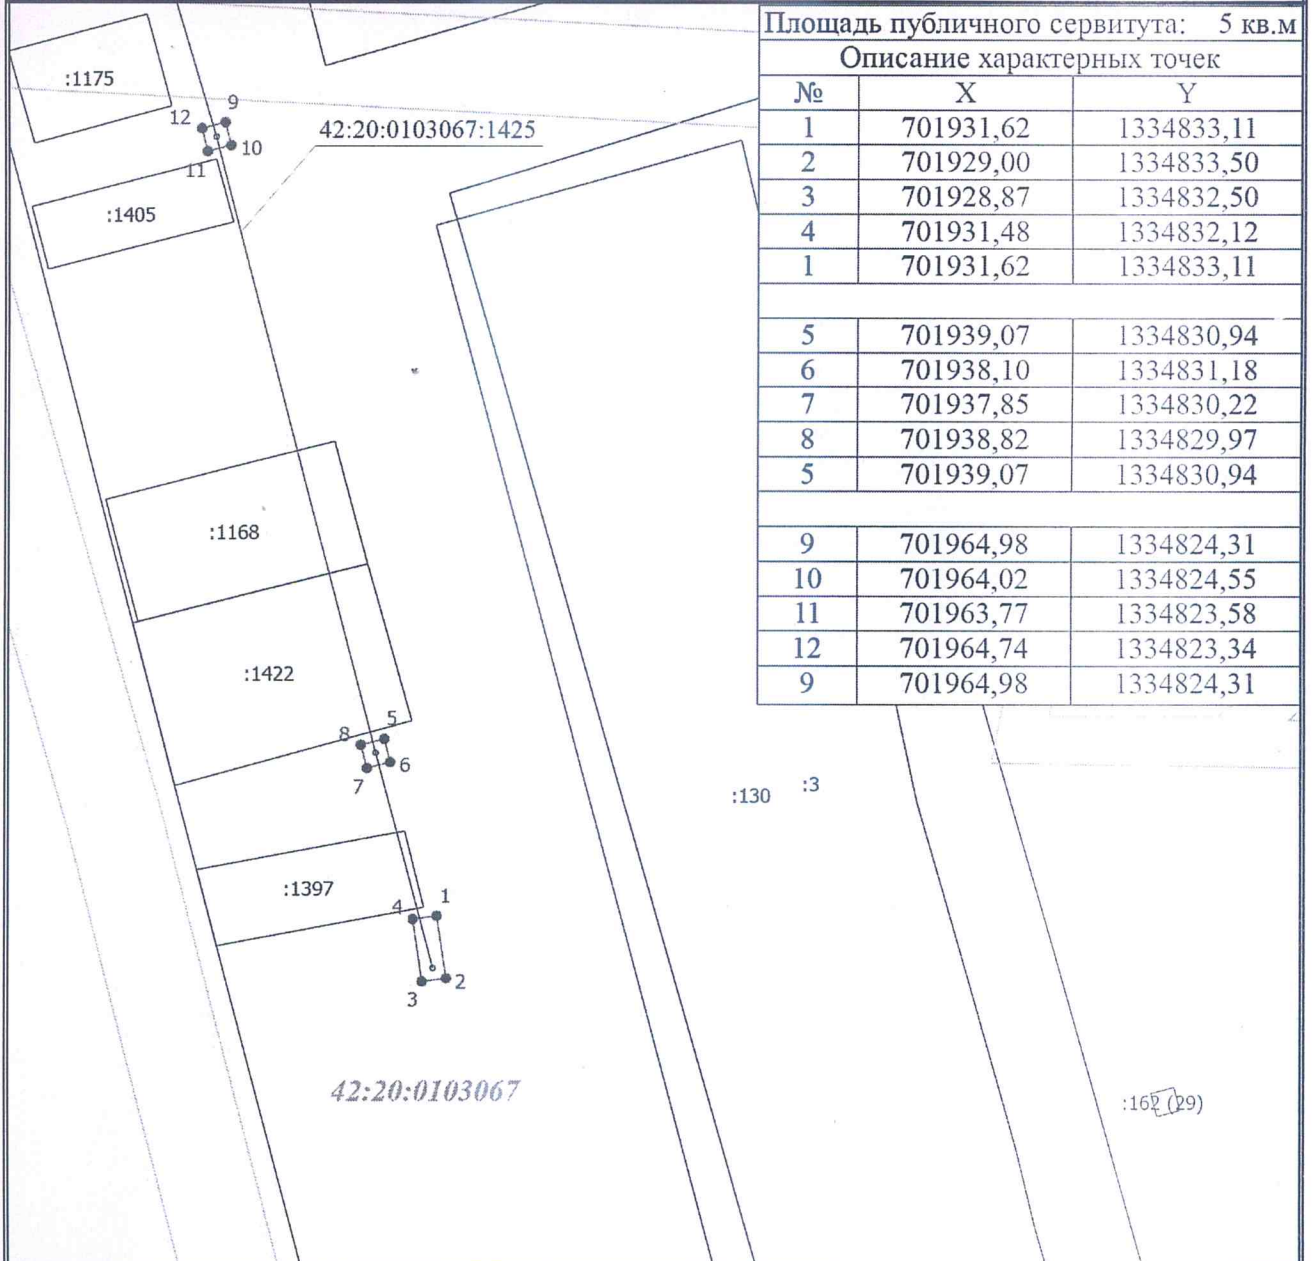 Площадь публичного сервитута: 5 кв.м
Описание характерных точек
№ X Y
1 701931,62 1334833,11
2 701929,00 1334833,50
3 701928,87 1334832,50
4 701931,48 1334832,12
1 701931,62 1334833,11
5 701939,07 1334830,94
6 701938,10 1334831,18
7 701937,85 1334830,22
8 701938,82 1334829,97
5 701939,07 1334830,94
9 701964,98 1334824,31
10 701964,02 1334824,55
11 701963,77 1334823,58
12 701964,74 1334823,34
9 701964,98 1334824,31
:1175
9
12
10
11
42:20:0103067:1425
:1405
:1168
:1422
5
8
6
7
:130
:3
:1397
1
4
2
3
42:20:0103067
:162 (29)